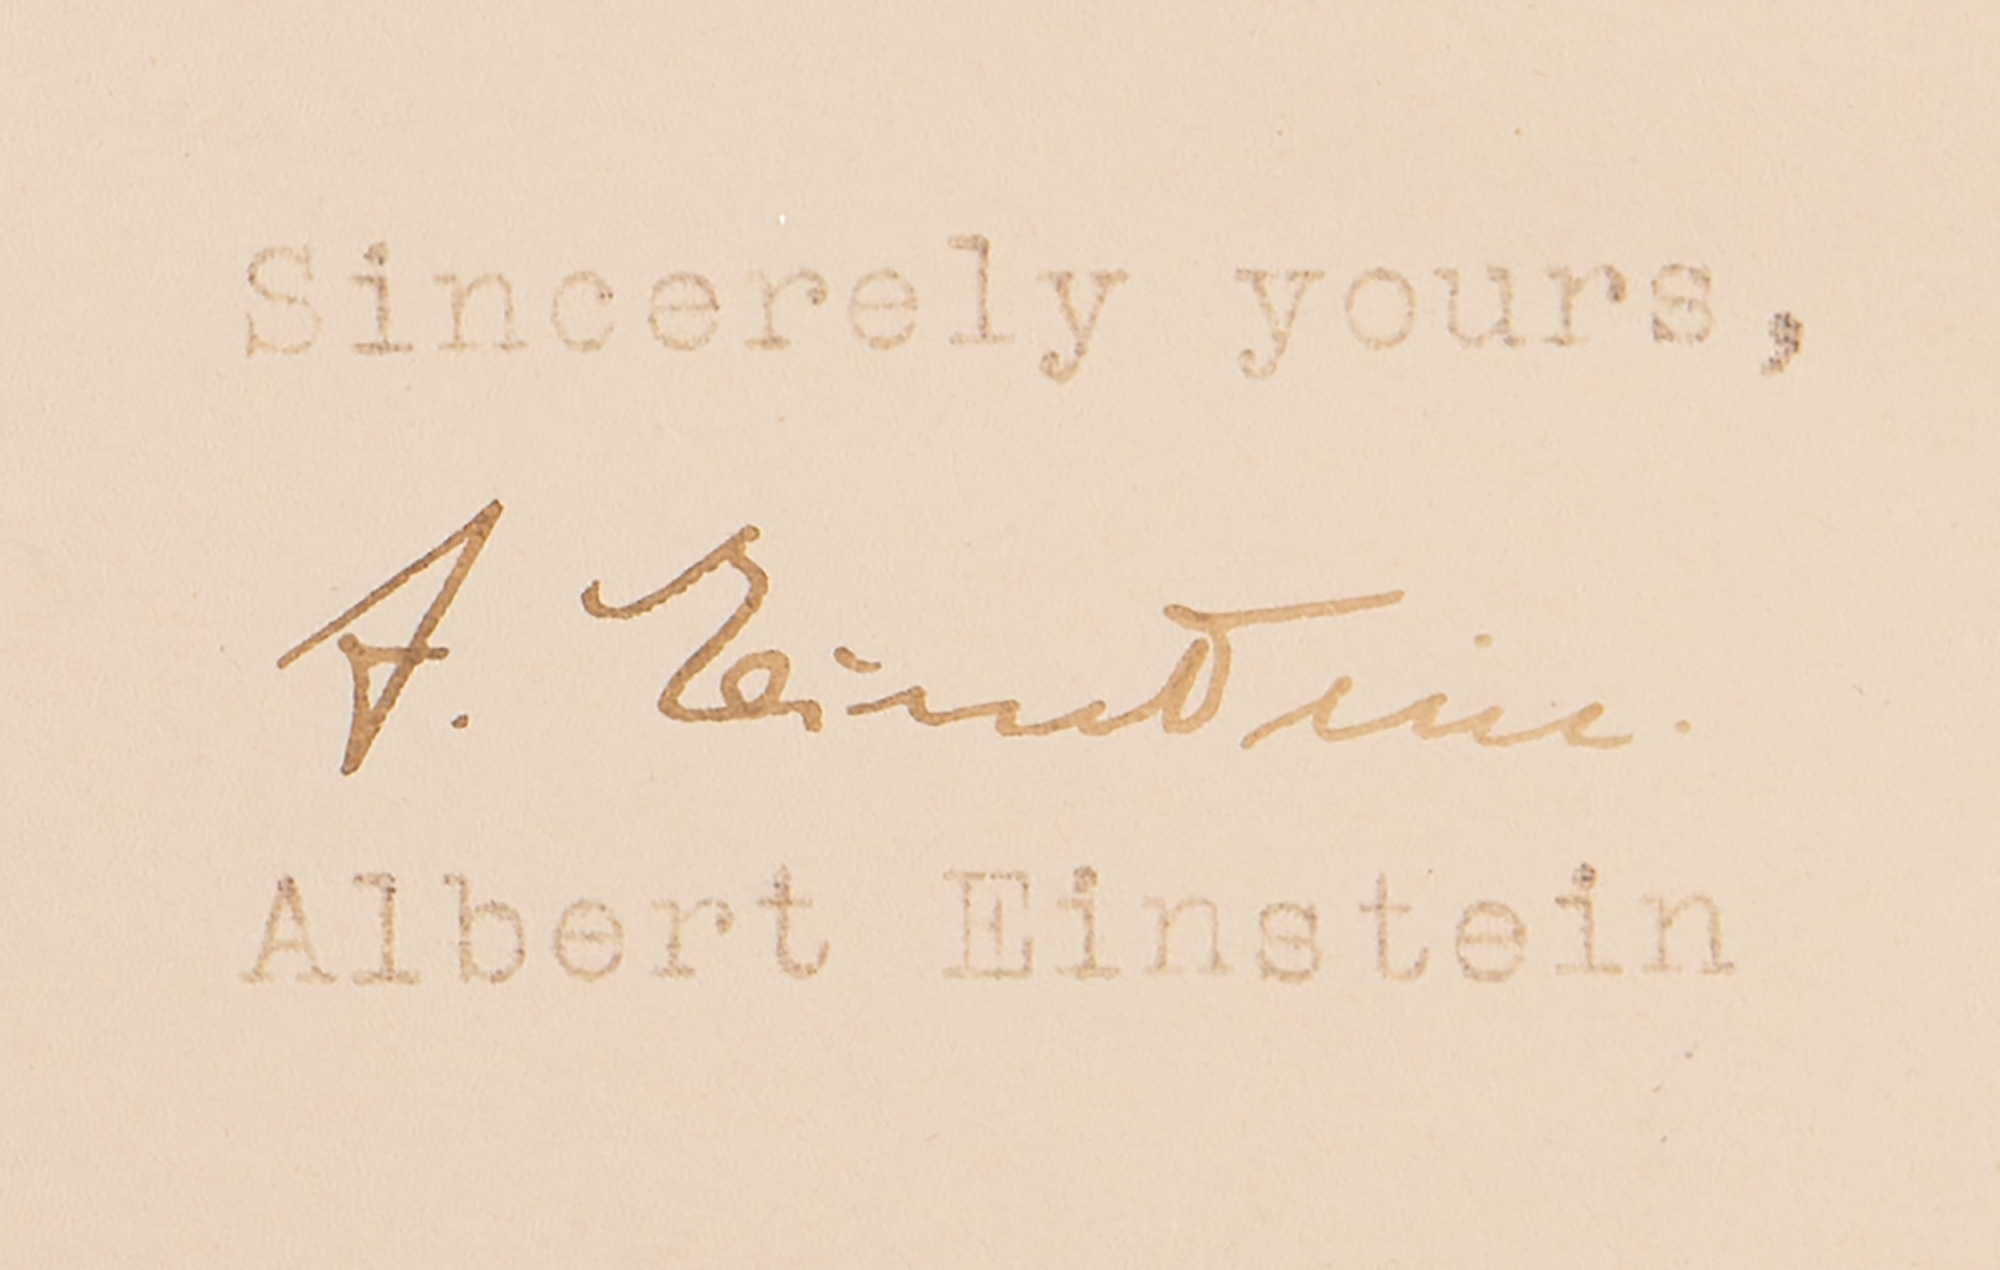 Sincerely yours,
A. Einstein.
Albert Einstein